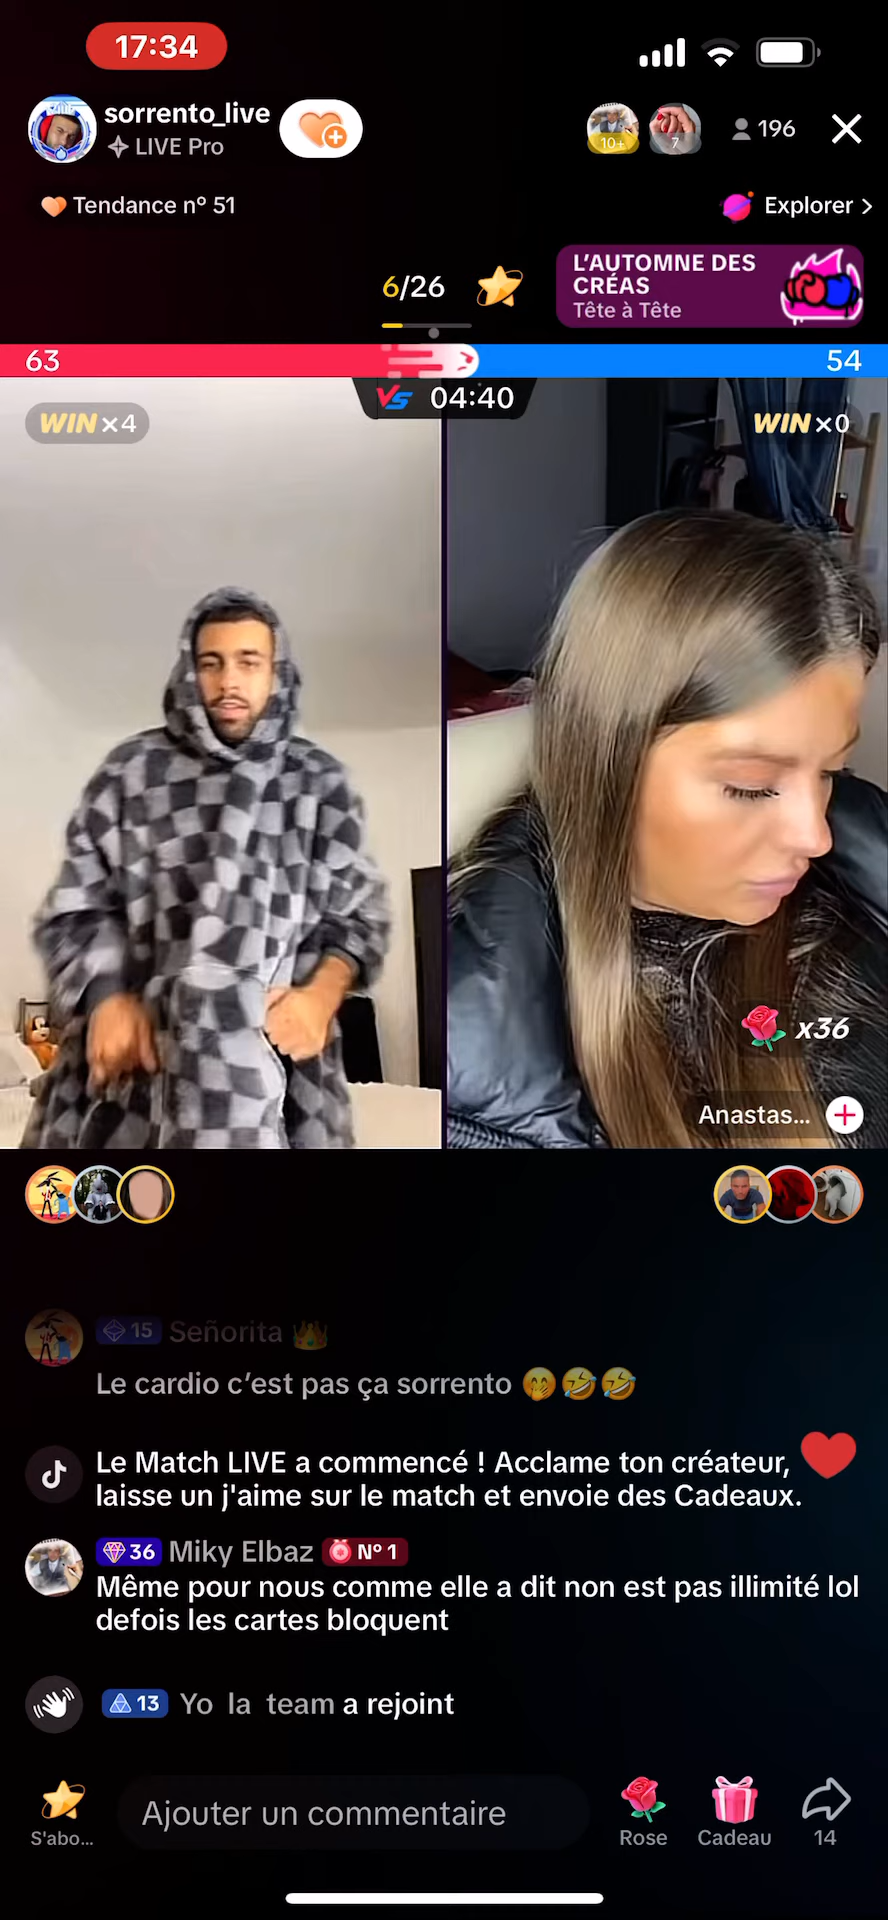 17:34
sorrento_live
LIVE Pro
10+
7
196
Tendance n° 51
Explorer
6/26
L'AUTOMNE DES
CRÉAS
Tête à Tête
63
54
VS 04:40
WIN x4
WIN x0
x36
Anastas...
15 Señorita
Le cardio c'est pas ça sorrento
Le Match LIVE a commencé ! Acclame ton créateur,
laisse un j'aime sur le match et envoie des Cadeaux.
36 Miky Elbaz N° 1
Même pour nous comme elle a dit non est pas illimité lol
defois les cartes bloquent
13 Yo la team a rejoint
S'abo...
Ajouter un commentaire
Rose
Cadeau
14